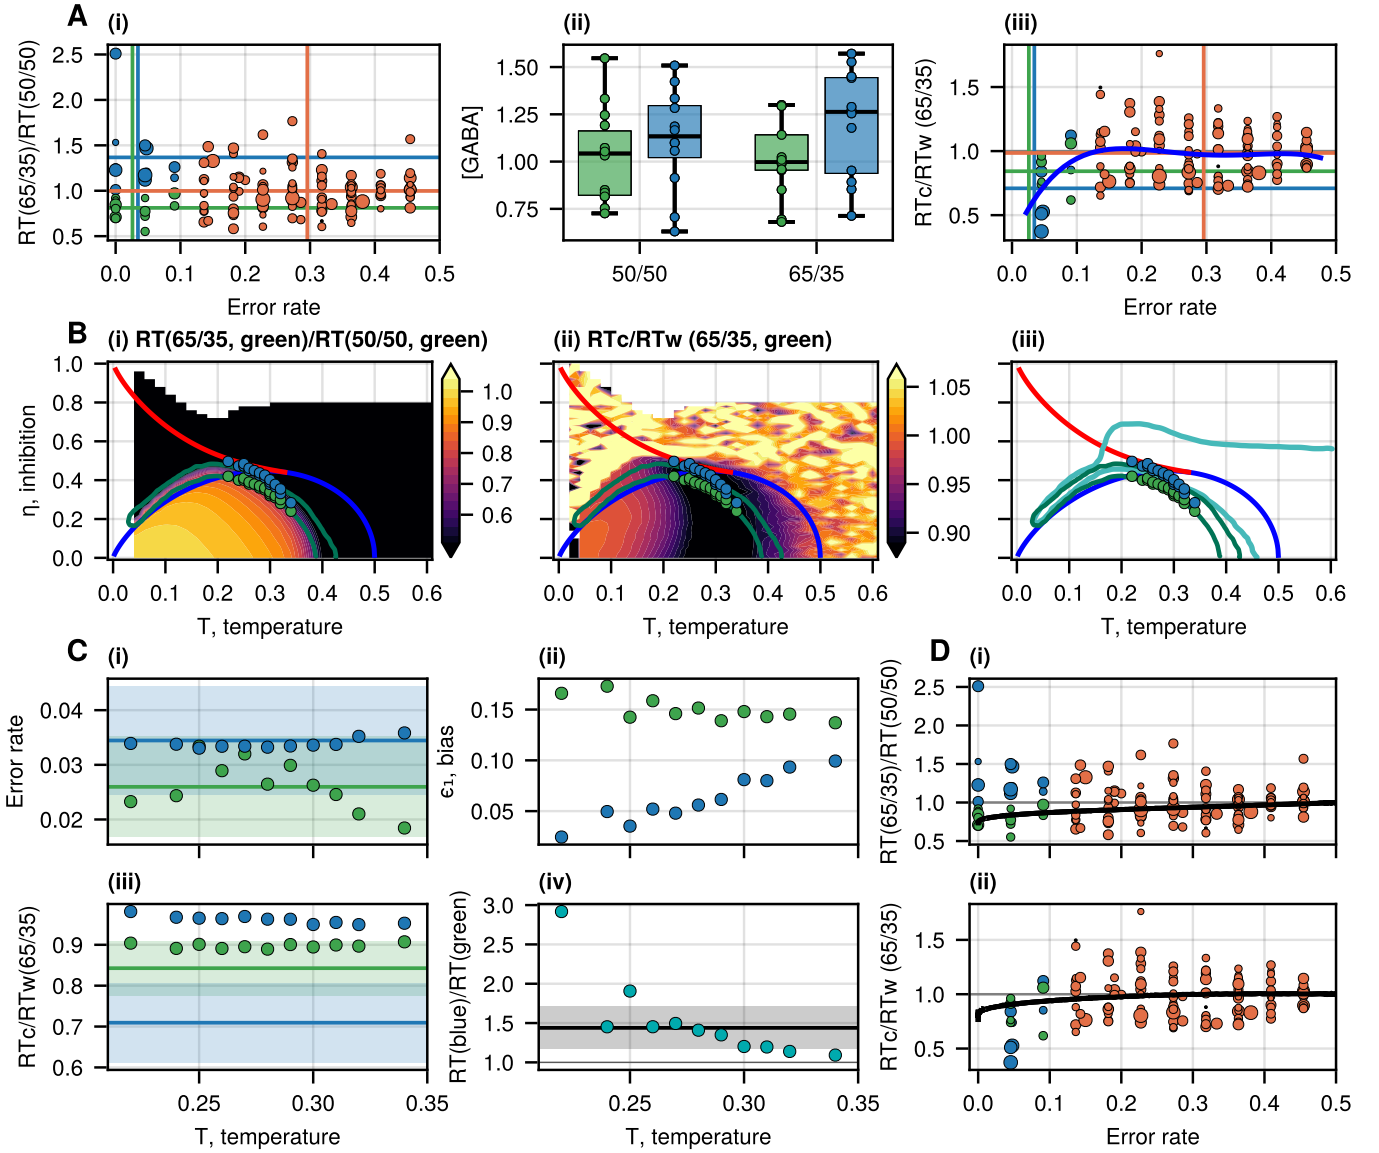 A
(i)
(ii)
(iii)
RT(65/35)/RT(50/50)
2.5
2.0
1.5
1.0
0.5
0.0 0.1 0.2 0.3 0.4 0.5
Error rate
[GABA]
1.50
1.25
1.00
0.75
50/50 65/35
RTc/RTw (65/35)
1.5
1.0
0.5
0.0 0.1 0.2 0.3 0.4 0.5
Error rate
B
(i) RT(65/35, green)/RT(50/50, green)
(ii) RTc/RTw (65/35, green)
(iii)
η, inhibition
1.0
0.8
0.6
0.4
0.2
0.0
0.0 0.1 0.2 0.3 0.4 0.5 0.6
T, temperature
1.0
0.9
0.8
0.7
0.6
0.0 0.1 0.2 0.3 0.4 0.5 0.6
T, temperature
1.05
1.00
0.95
0.90
0.0 0.1 0.2 0.3 0.4 0.5 0.6
T, temperature
C
(i)
(ii)
Error rate
0.04
0.03
0.02
ϵ₁, bias
0.15
0.10
0.05
(iii)
(iv)
RTc/RTw(65/35)
0.9
0.8
0.7
0.6
0.25 0.30 0.35
T, temperature
RT(blue)/RT(green)
3.0
2.5
2.0
1.5
1.0
0.25 0.30 0.35
T, temperature
D
(i)
RT(65/35)/RT(50/50)
2.5
2.0
1.5
1.0
0.5
(ii)
RTc/RTw (65/35)
1.5
1.0
0.5
0.0 0.1 0.2 0.3 0.4 0.5
Error rate